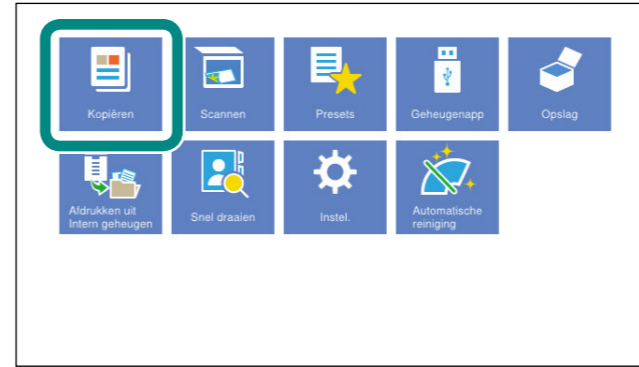 Kopiëren
Scannen
Presets
Geheugenapp
Opslag
Afdrukken uit
Intern geheugen
Snel draaien
Instel.
Automatische
reiniging